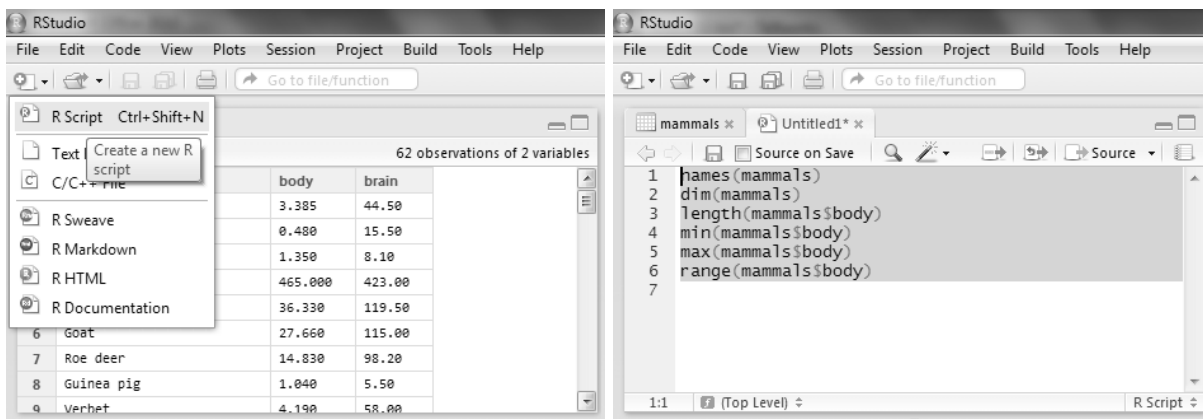 RStudio
File Edit Code View Plots Session Project Build Tools Help
Go to file/function
R Script Ctrl+Shift+N
Text
Create a new R
script
C/C++ File
R Sweave
R Markdown
R HTML
R Documentation
62 observations of 2 variables
body brain
3.385 44.50
0.480 15.50
1.350 8.10
465.000 423.00
36.330 119.50
6 Goat 27.660 115.00
7 Roe deer 14.830 98.20
8 Guinea pig 1.040 5.50
9 Verbet 4.190 58.00
RStudio
File Edit Code View Plots Session Project Build Tools Help
Go to file/function
mammals Untitled1*
Source on Save Source
1 names(mammals)
2 dim(mammals)
3 length(mammals$body)
4 min(mammals$body)
5 max(mammals$body)
6 range(mammals$body)
7
1:1 (Top Level) R Script